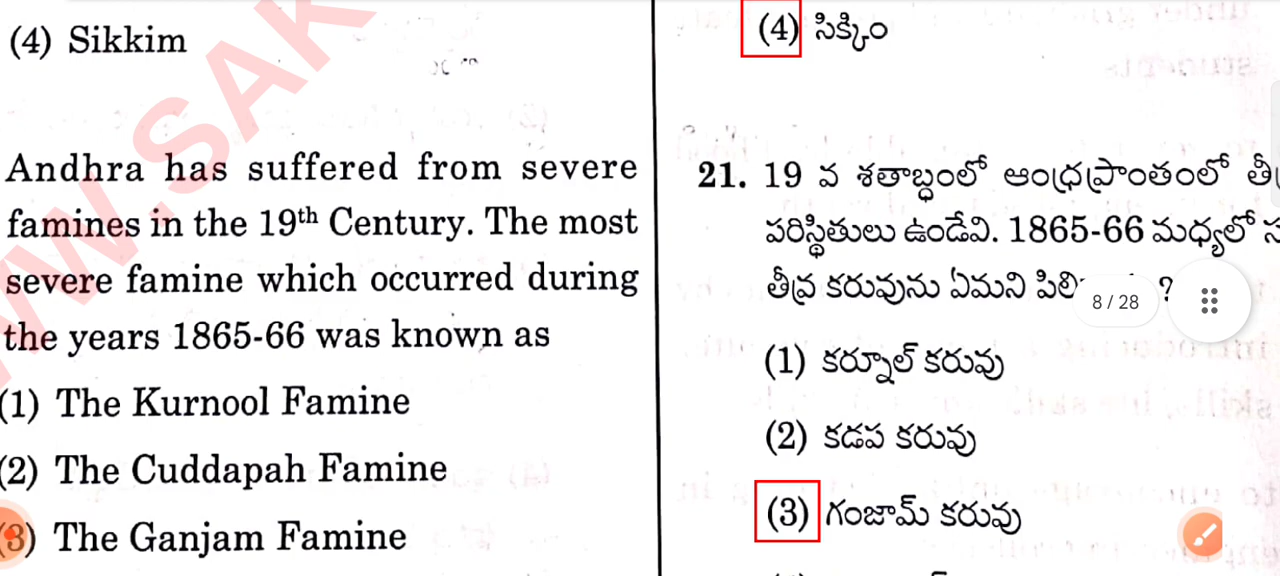 (4) Sikkim
Andhra has suffered from severe
famines in the 19th Century. The most
severe famine which occurred during
the years 1865-66 was known as
(1) The Kurnool Famine
(2) The Cuddapah Famine
(3) The Ganjam Famine
(4) సిక్కిం
21. 19 వ శతాబ్ధంలో ఆంధ్రప్రాంతంలో
పరిస్థితులు ఉండేవి. 1865-66 మధ్యలో
తీవ్ర కరువును ఏమని ?
8 / 28
(1) కర్నూల్ కరువు
(2) కడప కరువు
(3) గంజామ్ కరువు
WW.SAK